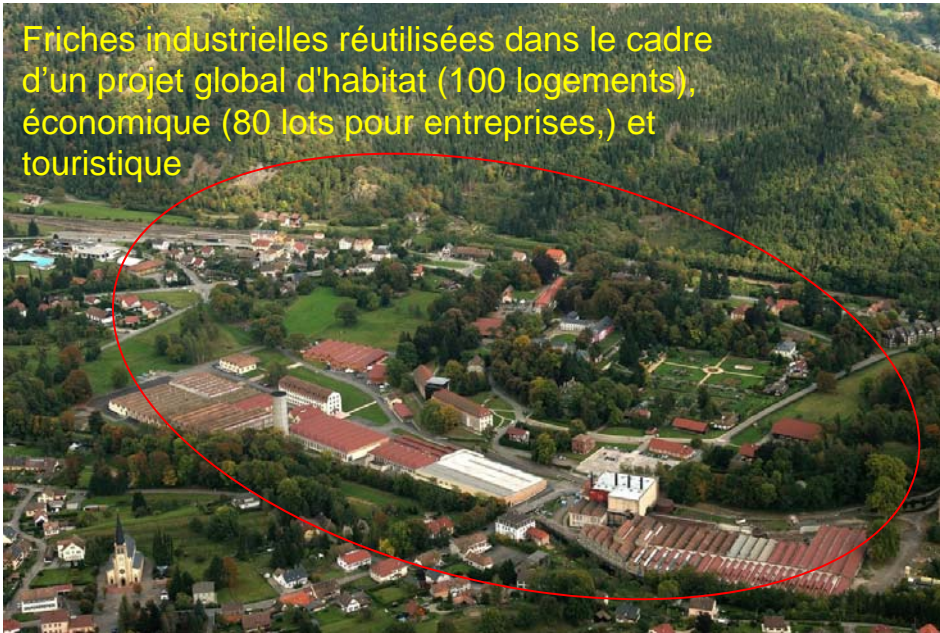 Friches industrielles réutilisées dans le cadre
d’un projet global d'habitat (100 logements),
économique (80 lots pour entreprises,) et
touristique